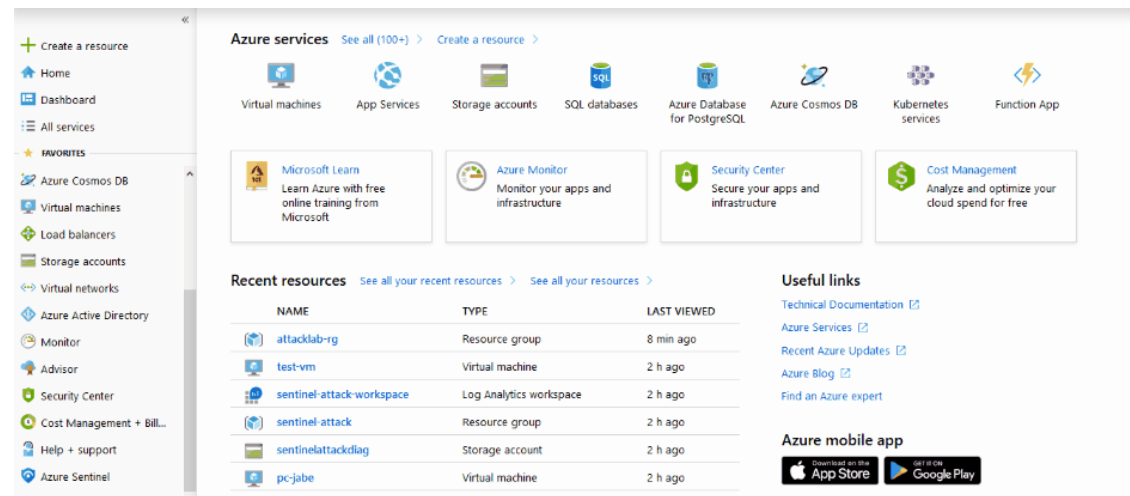 «
Create a resource
Home
Dashboard
All services
FAVORITES
Azure Cosmos DB
Virtual machines
Load balancers
Storage accounts
Virtual networks
Azure Active Directory
Monitor
Advisor
Security Center
Cost Management + Bill...
Help + support
Azure Sentinel
Azure services See all (100+) > Create a resource >
SQL
Virtual machines App Services Storage accounts SQL databases Azure Database Azure Cosmos DB Kubernetes Function App
for PostgreSQL services
101
Microsoft Learn
Learn Azure with free
online training from
Microsoft
Azure Monitor
Monitor your apps and
infrastructure
Security Center
Secure your apps and
infrastructure
$
Cost Management
Analyze and optimize your
cloud spend for free
Recent resources See all your recent resources > See all your resources >
NAME TYPE LAST VIEWED
attacklab-rg Resource group 8 min ago
test-vm Virtual machine 2 h ago
sentinel-attack-workspace Log Analytics workspace 2 h ago
sentinel-attack Resource group 2 h ago
sentinelattackdiag Storage account 2 h ago
pc-jabe Virtual machine 2 h ago
Useful links
Technical Documentation
Azure Services
Recent Azure Updates
Azure Blog
Find an Azure expert
Azure mobile app
Download on the
App Store
GET IT ON
Google Play